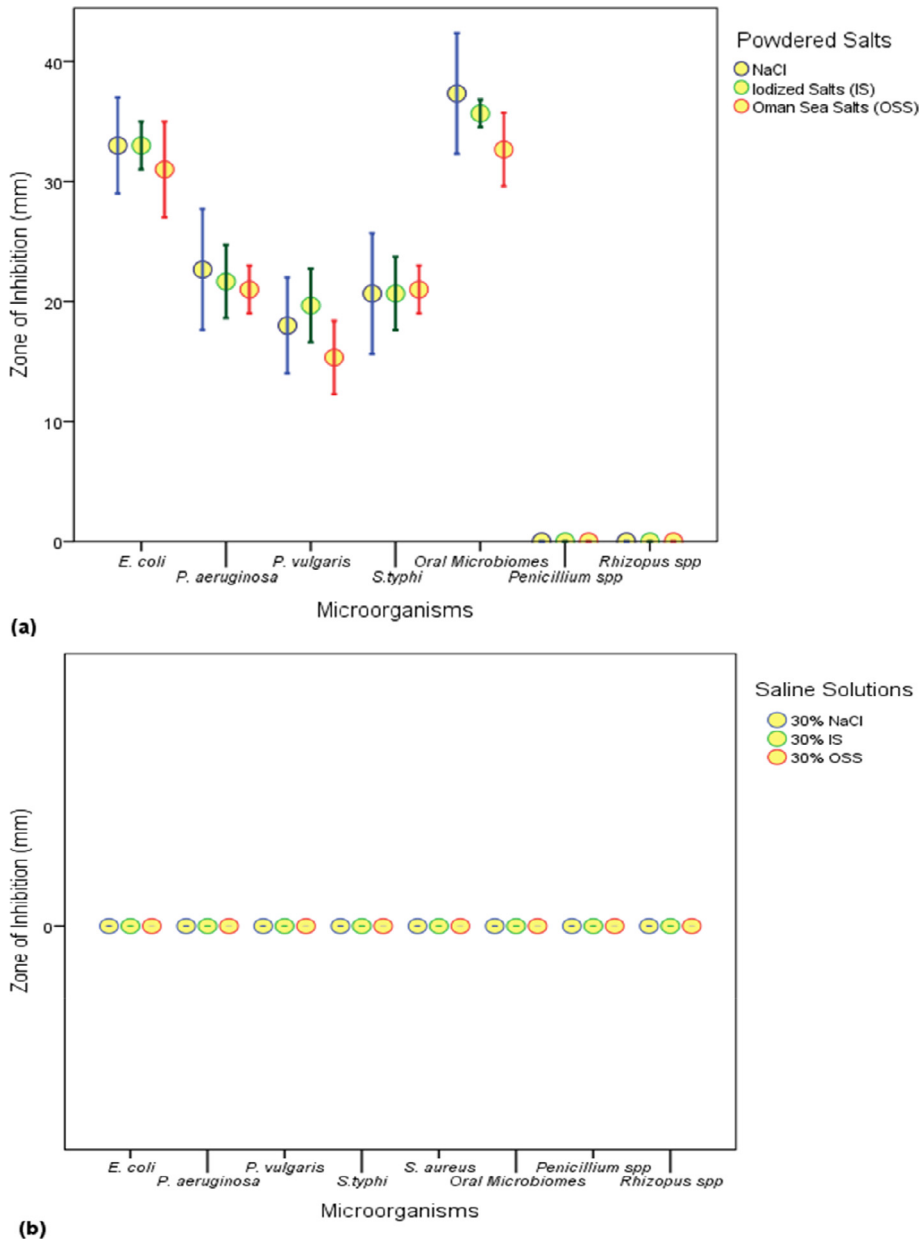 Powdered Salts
NaCl
Iodized Salts (IS)
Oman Sea Salts (OSS)
Zone of Inhibition (mm)
40
30
20
10
0
E. coli
P. aeruginosa
P. vulgaris
S.typhi
Oral Microbiomes
Penicillium spp
Rhizopus spp
Microorganisms
(a)
Saline Solutions
30% NaCl
30% IS
30% OSS
Zone of Inhibition (mm)
0
E. coli
P. aeruginosa
P. vulgaris
S.typhi
S. aureus
Oral Microbiomes
Penicillium spp
Rhizopus spp
Microorganisms
(b)